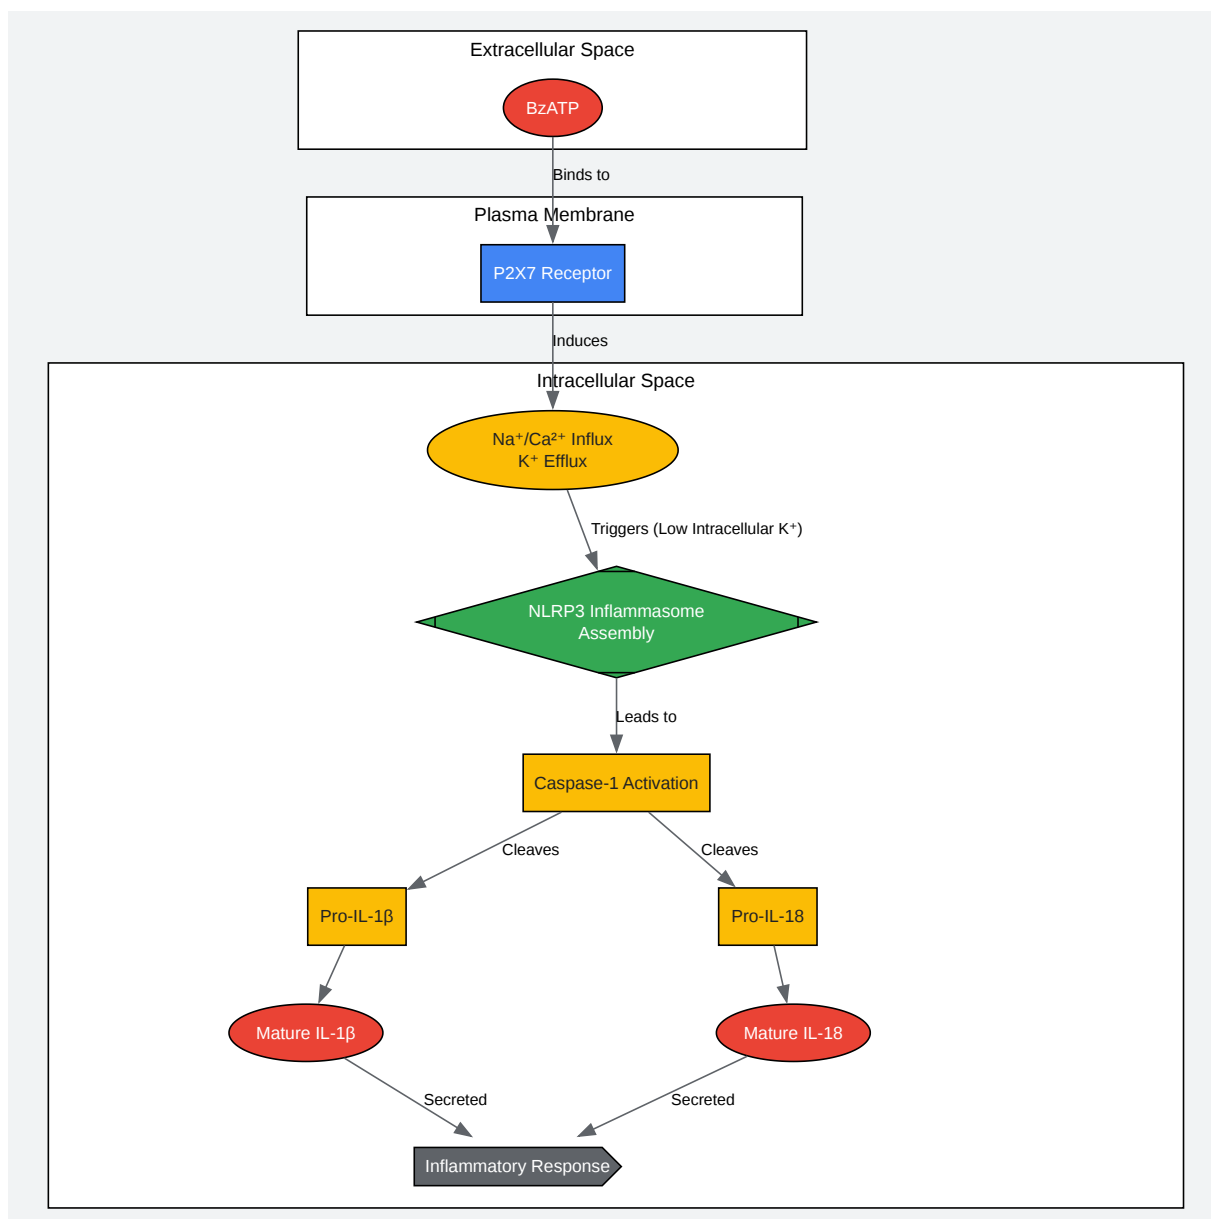 Extracellular Space
BzATP
Binds to
Plasma Membrane
P2X7 Receptor
Induces
Intracellular Space
Na⁺/Ca²⁺ Influx
K⁺ Efflux
Triggers (Low Intracellular K⁺)
NLRP3 Inflammasome
Assembly
Leads to
Caspase-1 Activation
Cleaves
Cleaves
Pro-IL-1β
Pro-IL-18
Mature IL-1β
Mature IL-18
Secreted
Secreted
Inflammatory Response